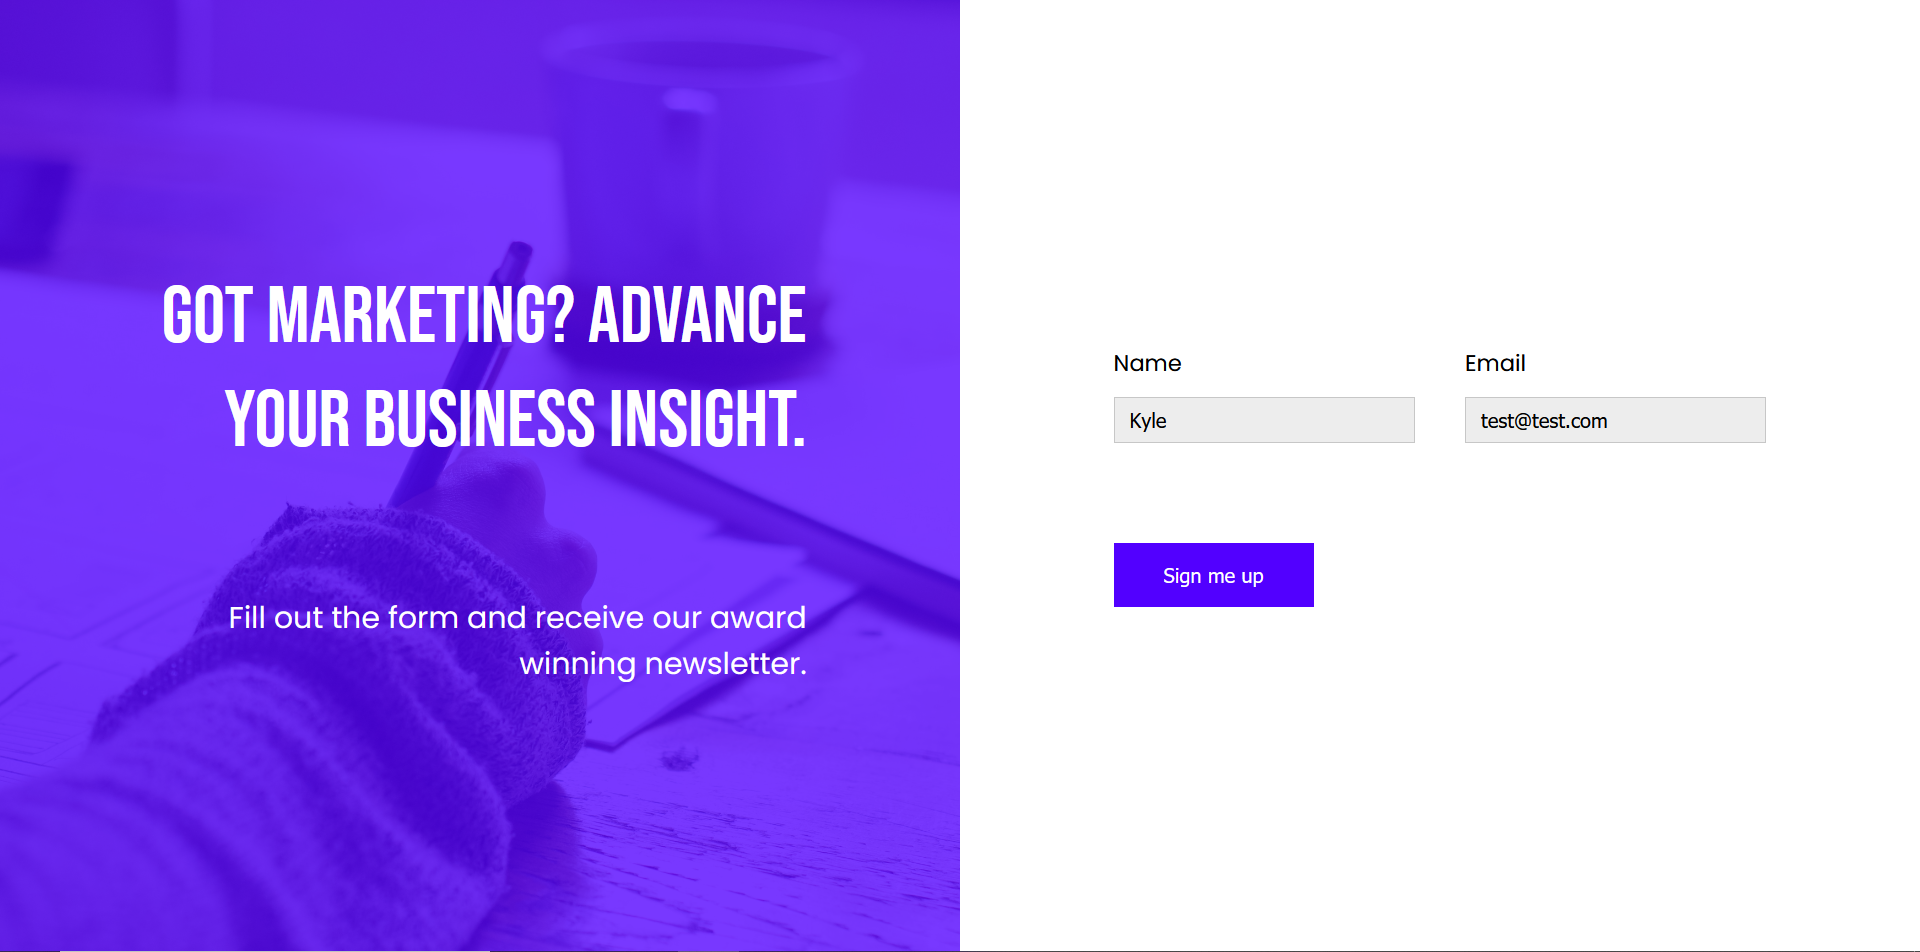 GOT MARKETING? ADVANCE
YOUR BUSINESS INSIGHT.
Fill out the form and receive our award
winning newsletter.
Name
Email
Kyle
test@test.com
Sign me up